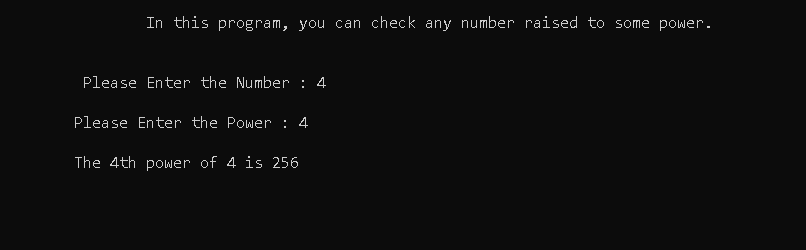 In this program, you can check any number raised to some power.
Please Enter the Number : 4
Please Enter the Power : 4
The 4th power of 4 is 256